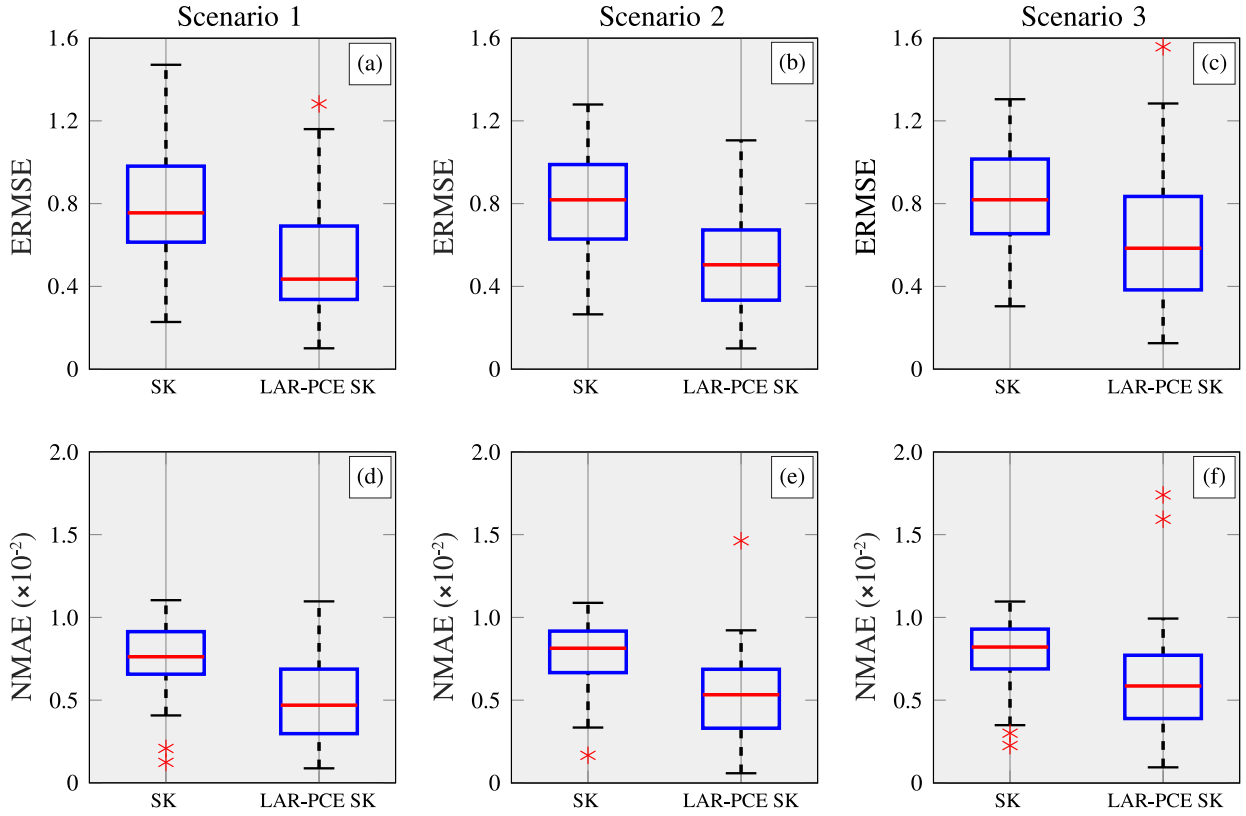 Scenario 1 Scenario 2 Scenario 3
1.6 (a) 1.6 (b) 1.6 (c)
1.2 1.2 1.2
ERMSE ERMSE ERMSE
0.8 0.8 0.8
0.4 0.4 0.4
0 0 0
SK LAR-PCE SK SK LAR-PCE SK SK LAR-PCE SK
2.0 (d) 2.0 (e) 2.0 (f)
1.5 1.5 1.5
NMAE (×10⁻²) NMAE (×10⁻²) NMAE (×10⁻²)
1.0 1.0 1.0
0.5 0.5 0.5
0 0 0
SK LAR-PCE SK SK LAR-PCE SK SK LAR-PCE SK